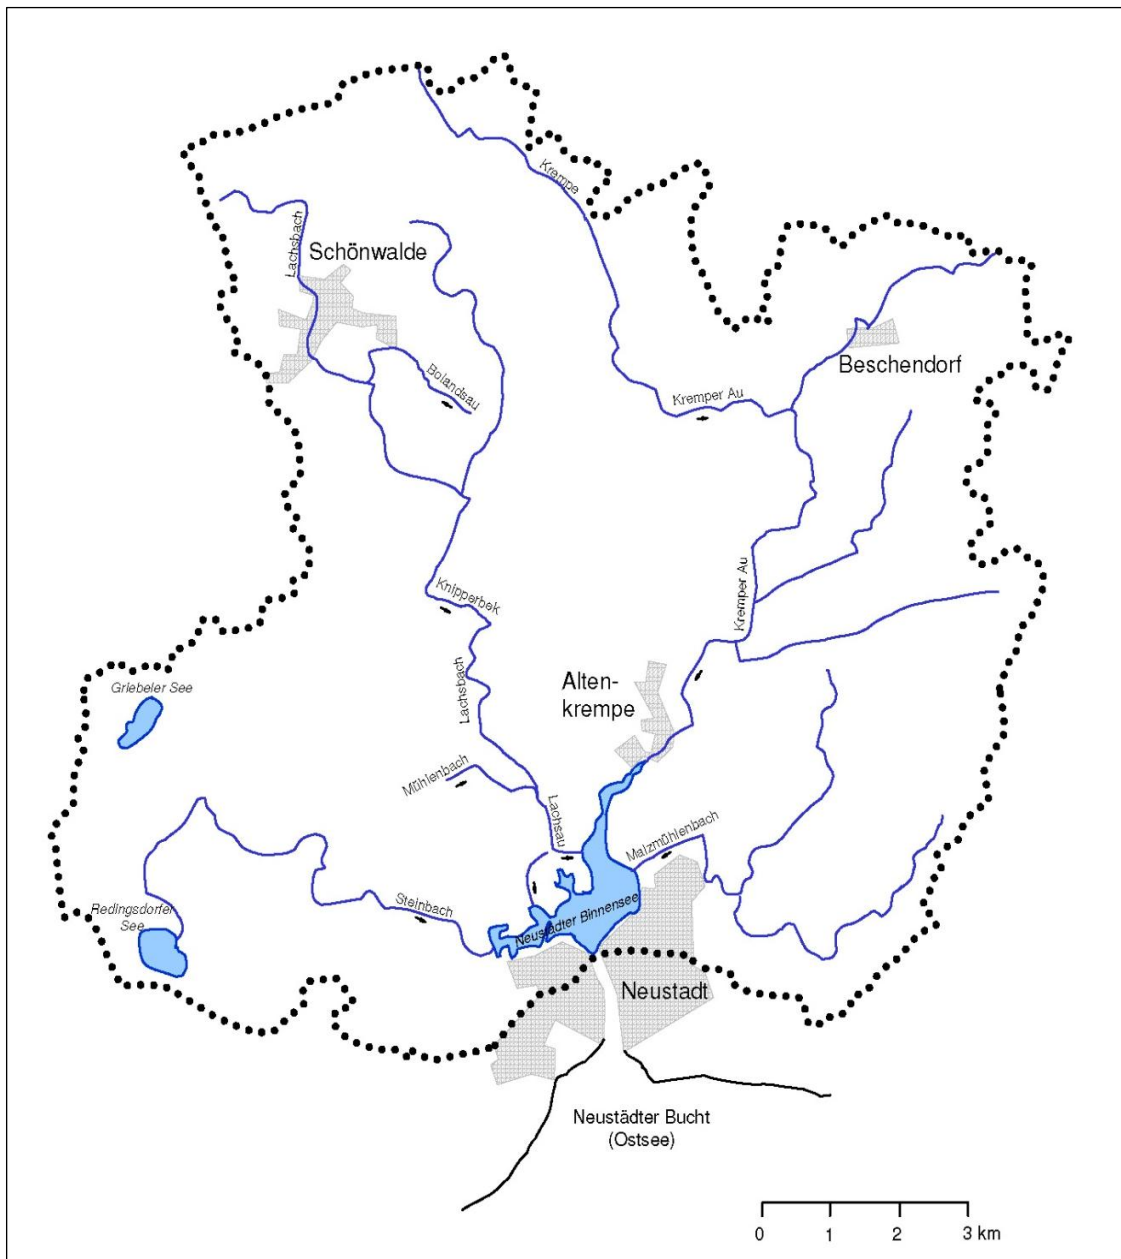 Krempe
Lachsbach
Schönwalde
Bolandsau
Beschendorf
Kremper Au
Knipperbek
Kremper Au
Griebeler See
Lachsbach
Alten-
krempe
Mühlenbach
Lachsau
Malzmühlenbach
Steinbach
Redingsdorfer
See
Neustädter Binnensee
Neustadt
Neustädter Bucht
(Ostsee)
0 1 2 3 km